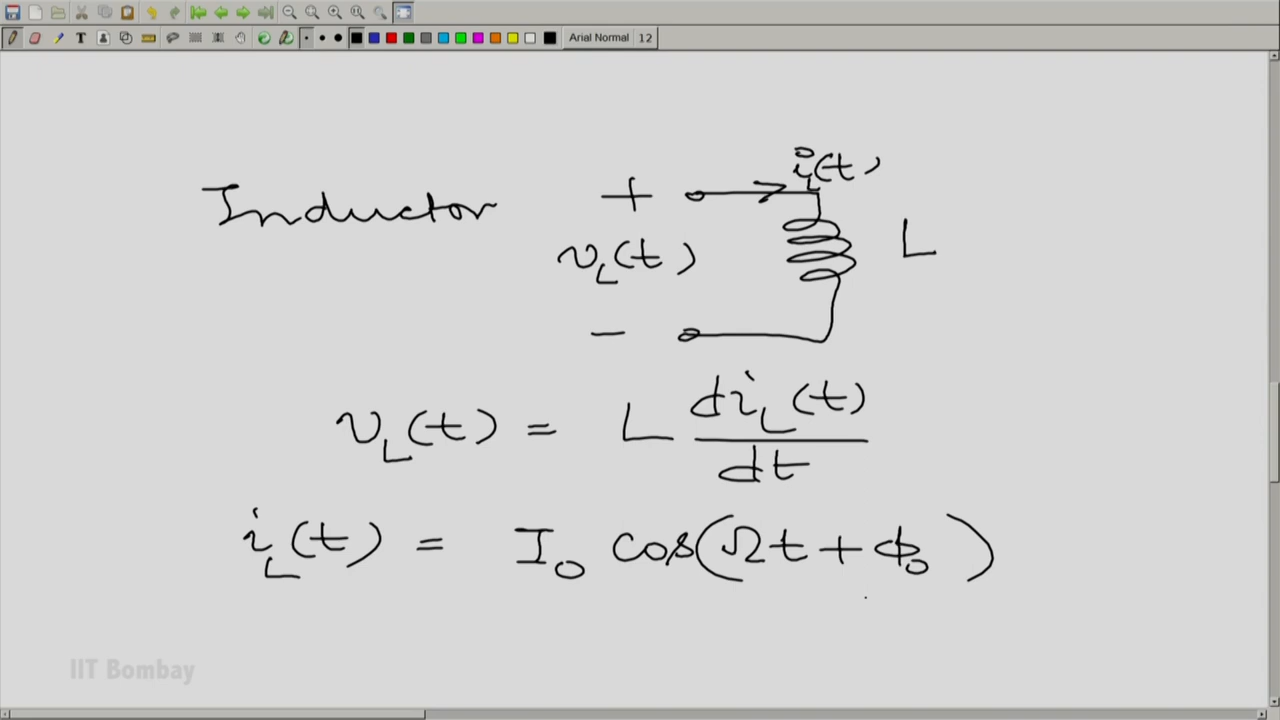 T Arial Normal 12
i_L(t)
Inductor +
v_L(t) L
−
v_L(t) = L di_L(t)/dt
i_L(t) = I_0 cos(Ωt + ϕ_0)
IIT Bombay